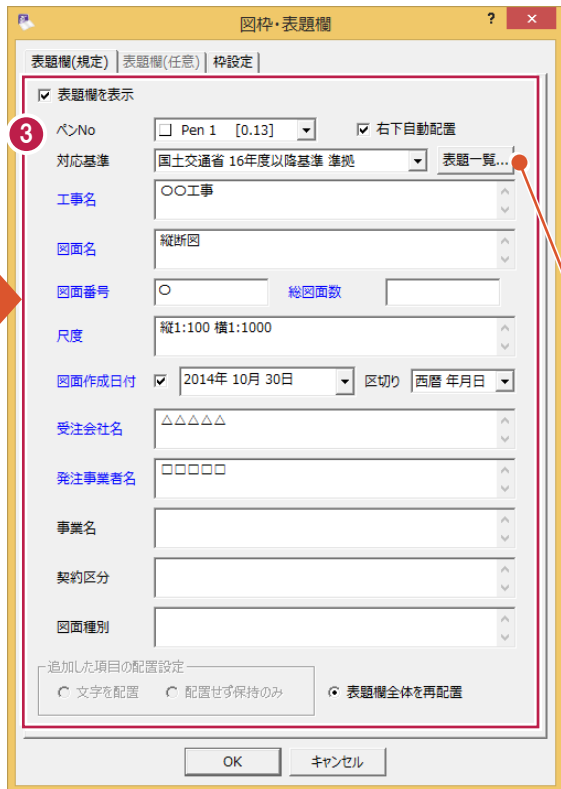 図枠・表題欄
? ×
表題欄(規定) 表題欄(任意) 枠設定
表題欄を表示
3
ペンNo Pen 1 [0.13] 右下自動配置
対応基準 国土交通省 16年度以降基準 準拠 表題一覧...
工事名 〇〇工事
図面名 縦断図
図面番号 〇 総図面数
尺度 縦1:100 横1:1000
図面作成日付 2014年 10月 30日 区切り 西暦 年月日
受注会社名 △△△△△
発注事業者名 □□□□□
事業名
契約区分
図面種別
追加した項目の配置設定
文字を配置 配置せず保持のみ 表題欄全体を再配置
OK キャンセル